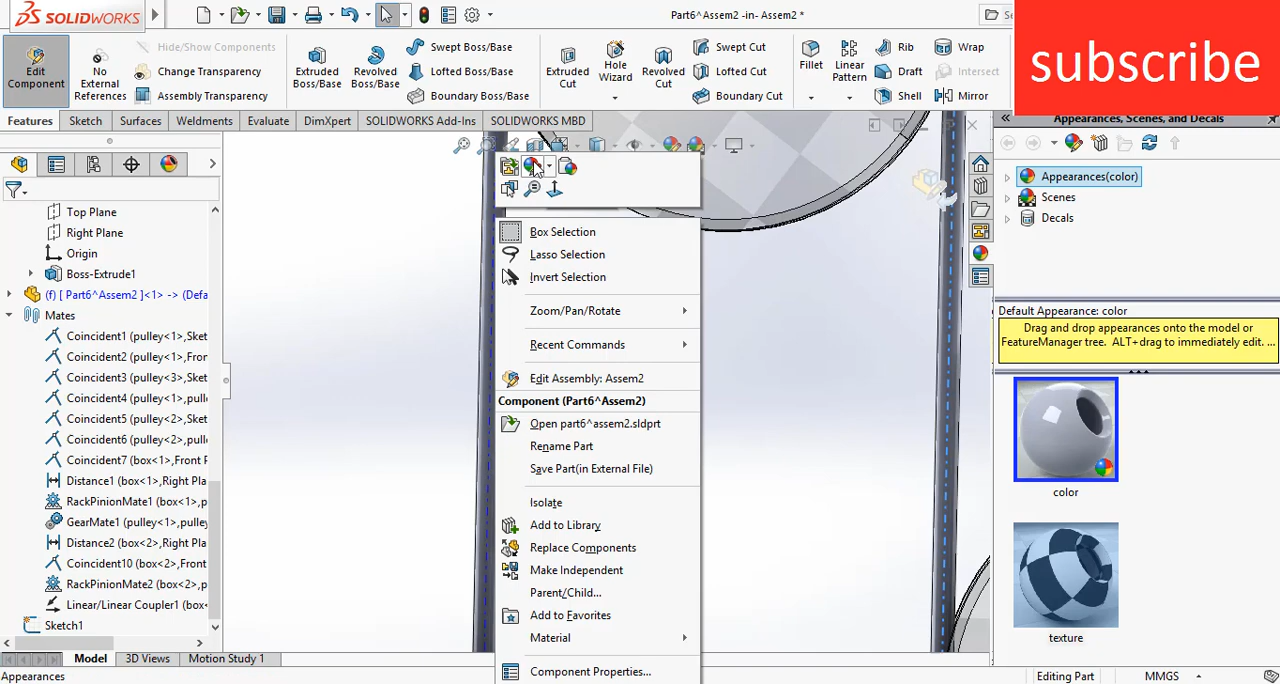 SOLIDWORKS
Part6^Assem2 -in- Assem2 *
subscribe
Edit Component
No External References
Hide/Show Components
Change Transparency
Assembly Transparency
Extruded Boss/Base
Revolved Boss/Base
Swept Boss/Base
Lofted Boss/Base
Boundary Boss/Base
Extruded Cut
Hole Wizard
Revolved Cut
Swept Cut
Lofted Cut
Boundary Cut
Fillet
Linear Pattern
Rib
Draft
Shell
Wrap
Intersect
Mirror
Features
Sketch
Surfaces
Weldments
Evaluate
DimXpert
SOLIDWORKS Add-Ins
SOLIDWORKS MBD
Top Plane
Right Plane
Origin
Boss-Extrude1
(f) [ Part6^Assem2 ]<1> -> (Defa
Mates
Coincident1 (pulley<1>,Sket
Coincident2 (pulley<1>,Fron
Coincident3 (pulley<3>,Sket
Coincident4 (pulley<1>,pulle
Coincident5 (pulley<2>,Sket
Coincident6 (pulley<2>,pulle
Coincident7 (box<1>,Front P
Distance1 (box<1>,Right Pla
RackPinionMate1 (box<1>,p
GearMate1 (pulley<1>,pulley
Distance2 (box<2>,Right Pla
Coincident10 (box<2>,Front
RackPinionMate2 (box<2>,p
Linear/Linear Coupler1 (box<
Sketch1
Model
3D Views
Motion Study 1
Appearances
Box Selection
Lasso Selection
Invert Selection
Zoom/Pan/Rotate
Recent Commands
Edit Assembly: Assem2
Component (Part6^Assem2)
Open part6^assem2.sldprt
Rename Part
Save Part(in External File)
Isolate
Add to Library
Replace Components
Make Independent
Parent/Child...
Add to Favorites
Material
Component Properties...
Appearances, Scenes, and Decals
Appearances(color)
Scenes
Decals
Default Appearance: color
Drag and drop appearances onto the model or
FeatureManager tree. ALT+drag to immediately edit. ...
color
texture
Editing Part
MMGS